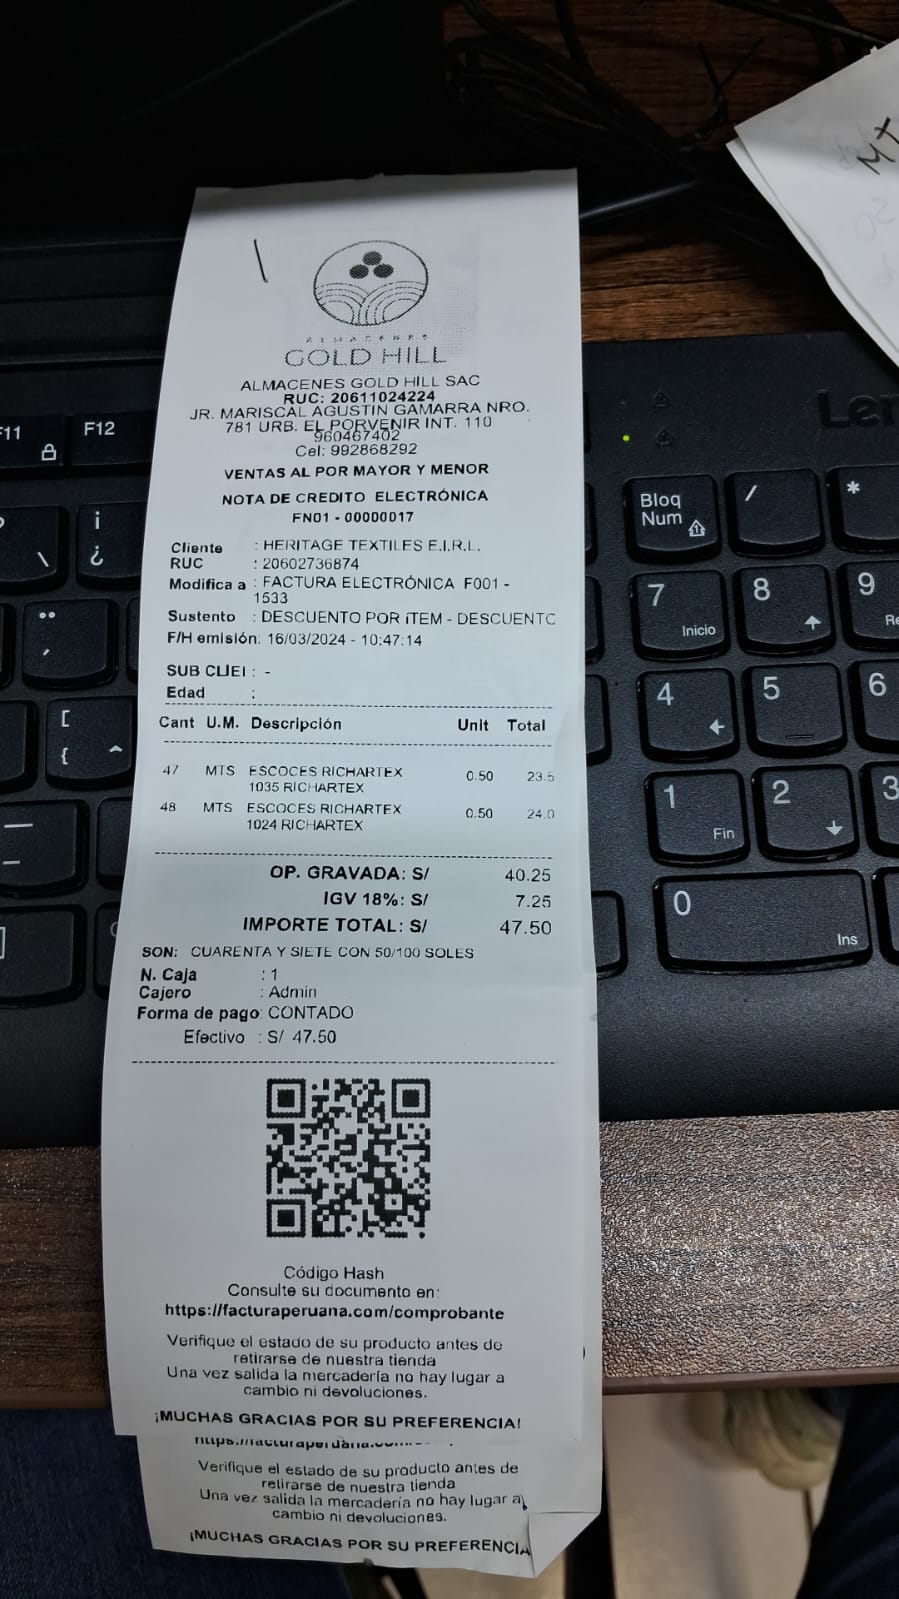 ALMACENES
GOLD HILL
ALMACENES GOLD HILL SAC
RUC: 20611024224
JR. MARISCAL AGUSTIN GAMARRA NRO.
781 URB. EL PORVENIR INT. 110
960467402
Cel: 992868292
VENTAS AL POR MAYOR Y MENOR
NOTA DE CREDITO ELECTRÓNICA
FN01 - 00000017
Cliente : HERITAGE TEXTILES E.I.R.L.
RUC : 20602736874
Modifica a : FACTURA ELECTRÓNICA F001 -
1533
Sustento : DESCUENTO POR íTEM - DESCUENTO
F/H emisión: 16/03/2024 - 10:47:14
SUB CLIEI : -
Edad :
Cant U.M. Descripción Unit Total
47 MTS ESCOCES RICHARTEX 0.50 23.5
1035 RICHARTEX
48 MTS ESCOCES RICHARTEX 0.50 24.0
1024 RICHARTEX
OP. GRAVADA: S/ 40.25
IGV 18%: S/ 7.25
IMPORTE TOTAL: S/ 47.50
SON: CUARENTA Y SIETE CON 50/100 SOLES
N. Caja : 1
Cajero : Admin
Forma de pago: CONTADO
Efectivo : S/ 47.50
Código Hash
Consulte su documento en:
https://facturaperuana.com/comprobante
Verifique el estado de su producto antes de
retirarse de nuestra tienda
Una vez salida la mercadería no hay lugar a
cambio ni devoluciones.
¡MUCHAS GRACIAS POR SU PREFERENCIA!
Verifique el estado de su producto antes de
retirarse de nuestra tienda
Una vez salida la mercadería no hay lugar a
cambio ni devoluciones.
¡MUCHAS GRACIAS POR SU PREFERENCIA
MT
Len
F11 F12
Bloq
Num
/ *
7 Inicio
8
9 Re
4
5
6
1 Fin
2
3
0 Ins